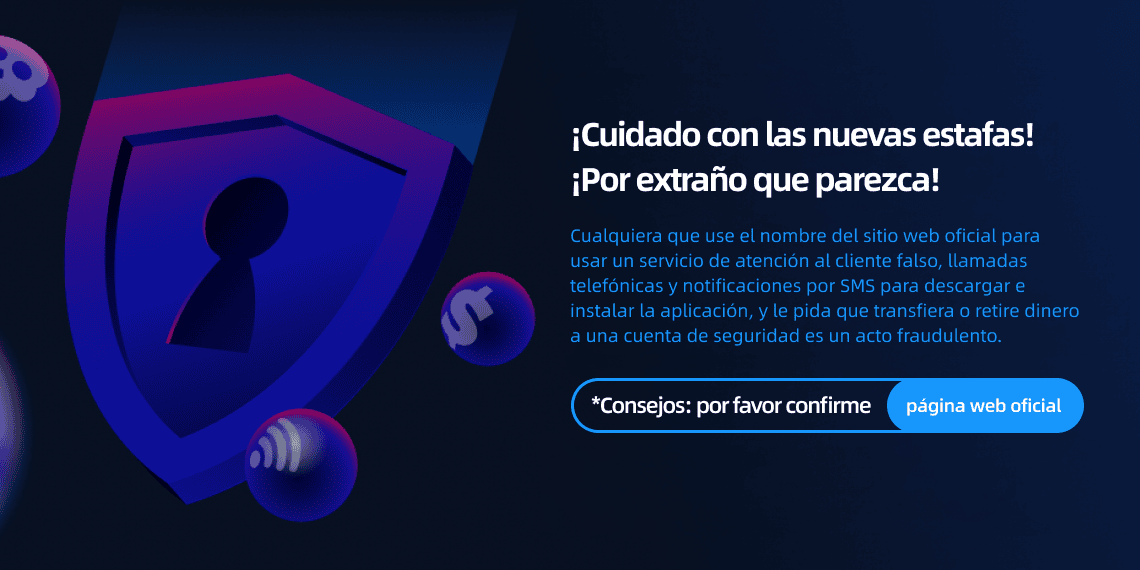 ¡Cuidado con las nuevas estafas!
¡Por extraño que parezca!
Cualquiera que use el nombre del sitio web oficial para
usar un servicio de atención al cliente falso, llamadas
telefónicas y notificaciones por SMS para descargar e
instalar la aplicación, y le pida que transfiera o retire dinero
a una cuenta de seguridad es un acto fraudulento.
*Consejos: por favor confirme página web oficial